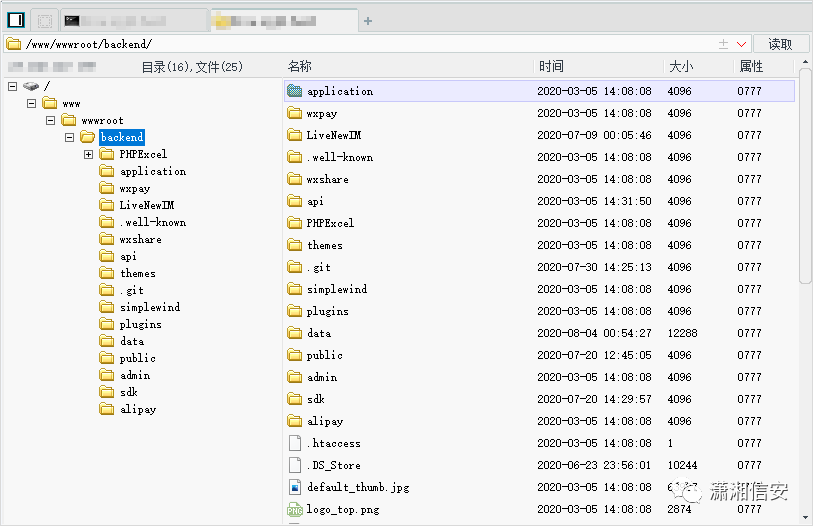 /www/wwwroot/backend/ 读取
目录(16),文件(25) 名称 时间 大小 属性
/
www
wwwroot
backend
PHPExcel
application
wxpay
LiveNewIM
.well-known
wxshare
api
themes
.git
simplewind
plugins
data
public
admin
sdk
alipay
application 2020-03-05 14:08:08 4096 0777
wxpay 2020-03-05 14:08:08 4096 0777
LiveNewIM 2020-07-09 00:05:46 4096 0777
.well-known 2020-03-05 14:08:08 4096 0777
wxshare 2020-03-05 14:08:08 4096 0777
api 2020-03-05 14:31:50 4096 0777
PHPExcel 2020-03-05 14:08:08 4096 0777
themes 2020-03-05 14:08:08 4096 0777
.git 2020-07-30 14:25:13 4096 0777
simplewind 2020-03-05 14:08:08 4096 0777
plugins 2020-03-05 14:08:08 4096 0777
data 2020-08-04 00:54:27 12288 0777
public 2020-07-20 12:45:05 4096 0777
admin 2020-03-05 14:08:08 4096 0777
sdk 2020-07-20 14:29:57 4096 0777
alipay 2020-03-05 14:08:08 4096 0777
.htaccess 2020-03-05 14:08:08 1 0777
.DS_Store 2020-06-23 23:56:01 10244 0777
default_thumb.jpg 2020-03-05 14:08:08 0777
logo_top.png 2020-03-05 14:08:08 2874 0777
潇湘信安